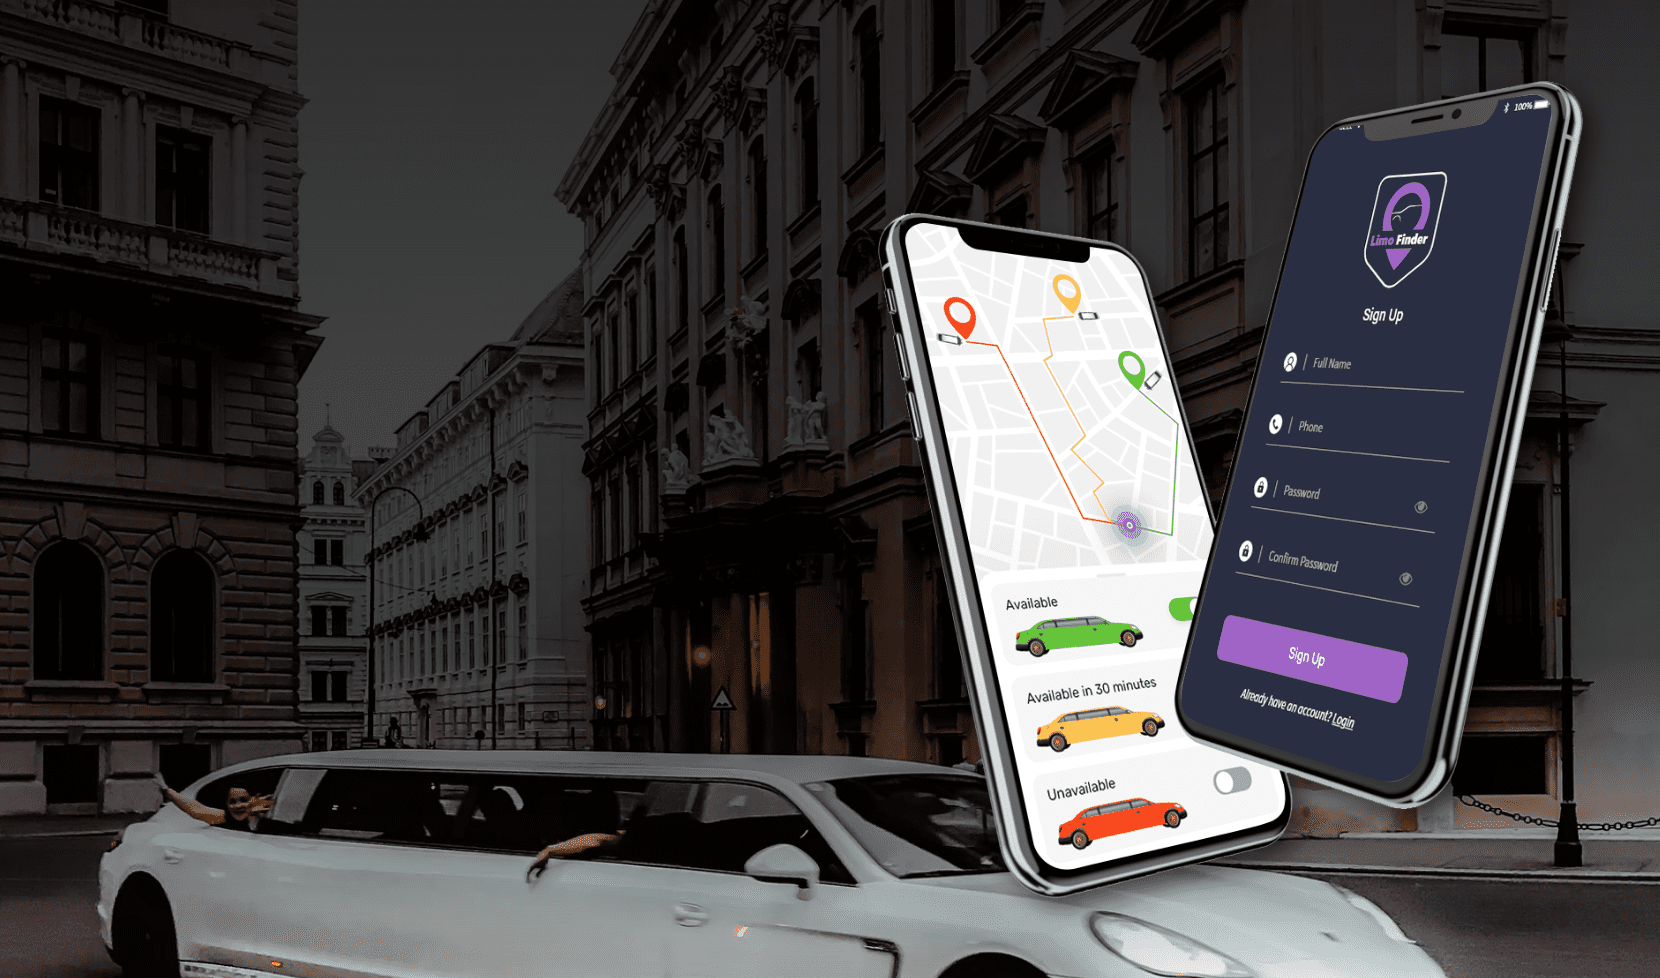 Available
Available in 30 minutes
Unavailable
100%
Limo Finder
Sign Up
Full Name
Phone
Password
Confirm Password
Sign Up
Already have an account? Login